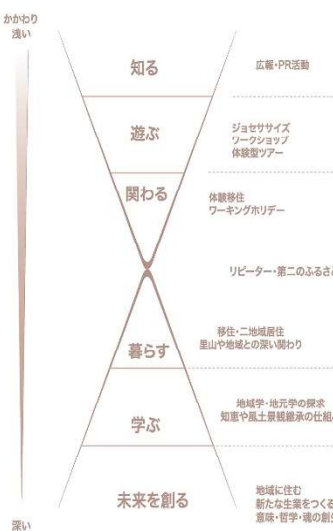 かかわり
浅い
知る
広報・PR活動
遊ぶ
ジョセササイズ
ワークショップ
体験型ツアー
関わる
体験移住
ワーキングホリデー
リピーター・第二のふるさと
暮らす
移住・二地域居住
里山や地域との深い関わり
学ぶ
地域学・地元学の探求
知恵や風土景観継承の仕組
未来を創る
地域に住む
新たな生業をつくる
意味・哲学・魂の創
深い